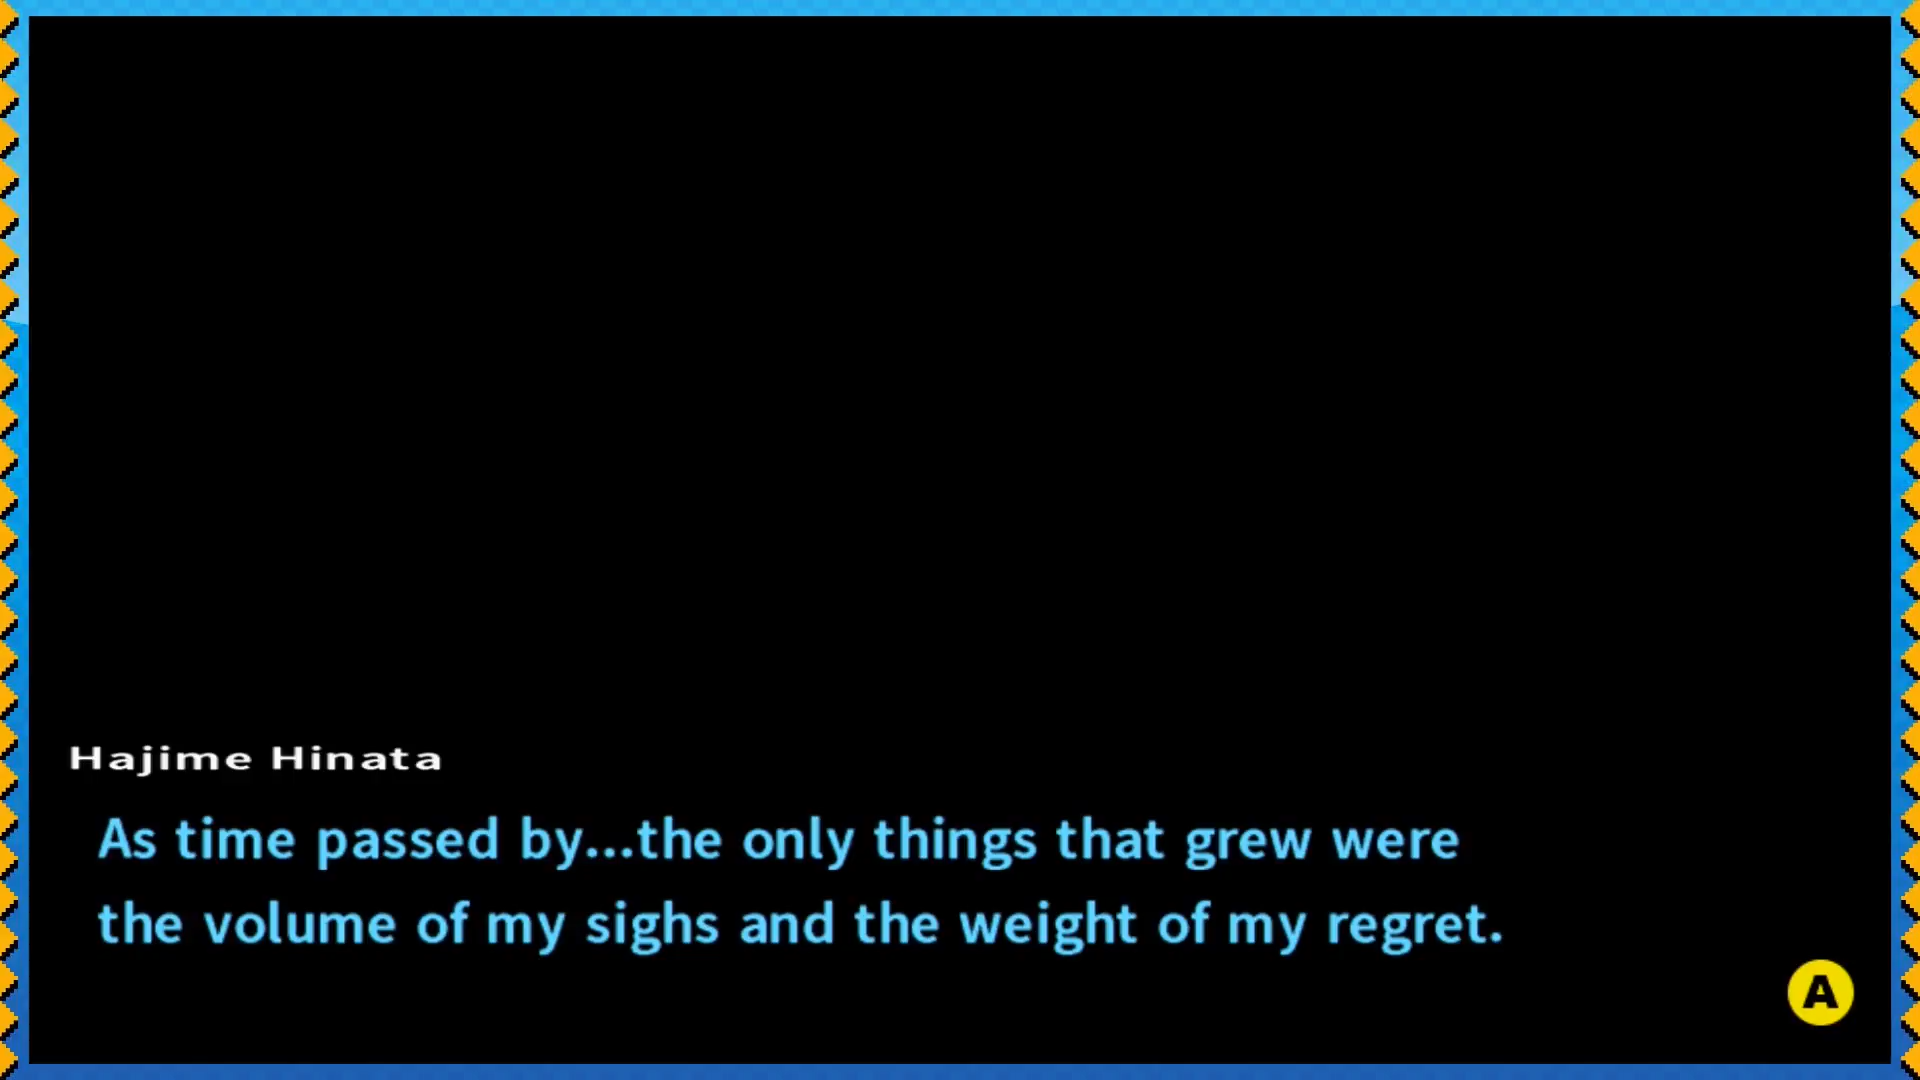 Hajime Hinata
As time passed by...the only things that grew were
the volume of my sighs and the weight of my regret.
A